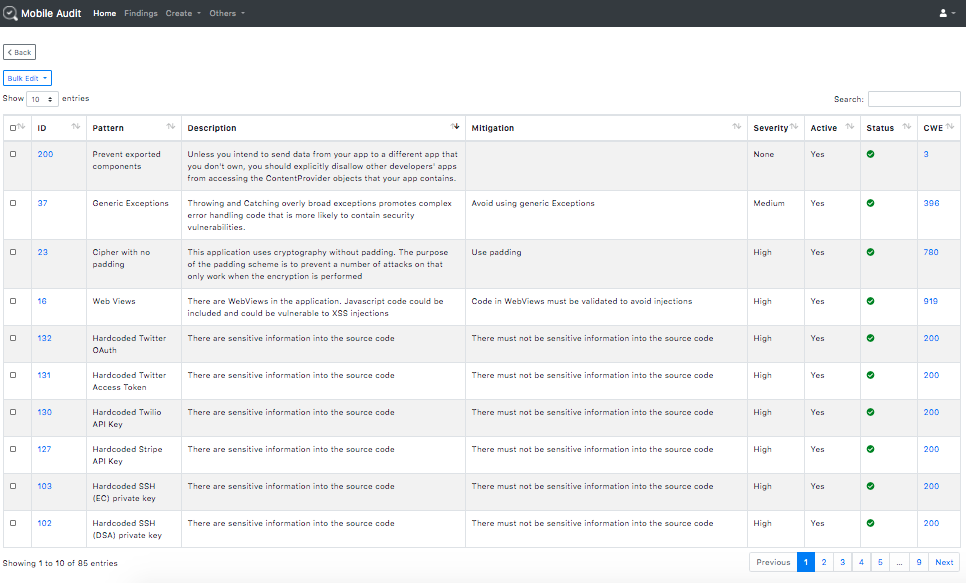 Mobile Audit Home Findings Create Others
Back
Bulk Edit
Show 10 entries
Search:
ID Pattern Description Mitigation Severity Active Status CWE
200 Prevent exported Unless you intend to send data from your app to a different app that None Yes 3
components you don't own, you should explicitly disallow other developers' apps
from accessing the ContentProvider objects that your app contains.
37 Generic Exceptions Throwing and Catching overly broad exceptions promotes complex Avoid using generic Exceptions Medium Yes 396
error handling code that is more likely to contain security
vulnerabilities.
23 Cipher with no This application uses cryptography without padding. The purpose Use padding High Yes 780
padding of the padding scheme is to prevent a number of attacks on that
only work when the encryption is performed
16 Web Views There are WebViews in the application. Javascript code could be Code in WebViews must be validated to avoid injections High Yes 919
included and could be vulnerable to XSS injections
132 Hardcoded Twitter There are sensitive information into the source code There must not be sensitive information into the source code High Yes 200
OAuth
131 Hardcoded Twitter There are sensitive information into the source code There must not be sensitive information into the source code High Yes 200
Access Token
130 Hardcoded Twilio There are sensitive information into the source code There must not be sensitive information into the source code High Yes 200
API Key
127 Hardcoded Stripe There are sensitive information into the source code There must not be sensitive information into the source code High Yes 200
API Key
103 Hardcoded SSH There are sensitive information into the source code There must not be sensitive information into the source code High Yes 200
(EC) private key
102 Hardcoded SSH There are sensitive information into the source code There must not be sensitive information into the source code High Yes 200
(DSA) private key
Showing 1 to 10 of 85 entries
Previous 1 2 3 4 5 ... 9 Next